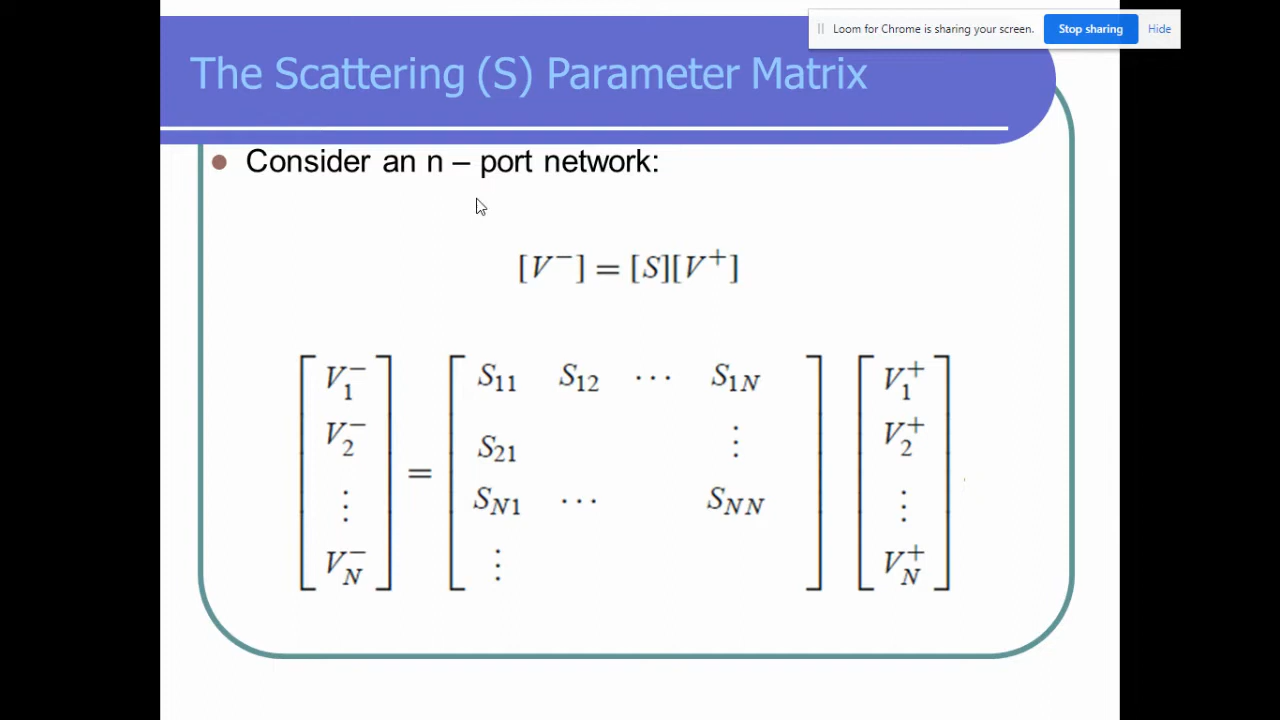 Loom for Chrome is sharing your screen. Stop sharing Hide
The Scattering (S) Parameter Matrix
Consider an n – port network:
[V⁻] = [S][V⁺]
V₁⁻ S₁₁ S₁₂ ⋯ S₁N V₁⁺
V₂⁻ S₂₁ ⋮ V₂⁺
=
⋮ SN₁ ⋯ SNN ⋮
VN⁻ ⋮ VN⁺